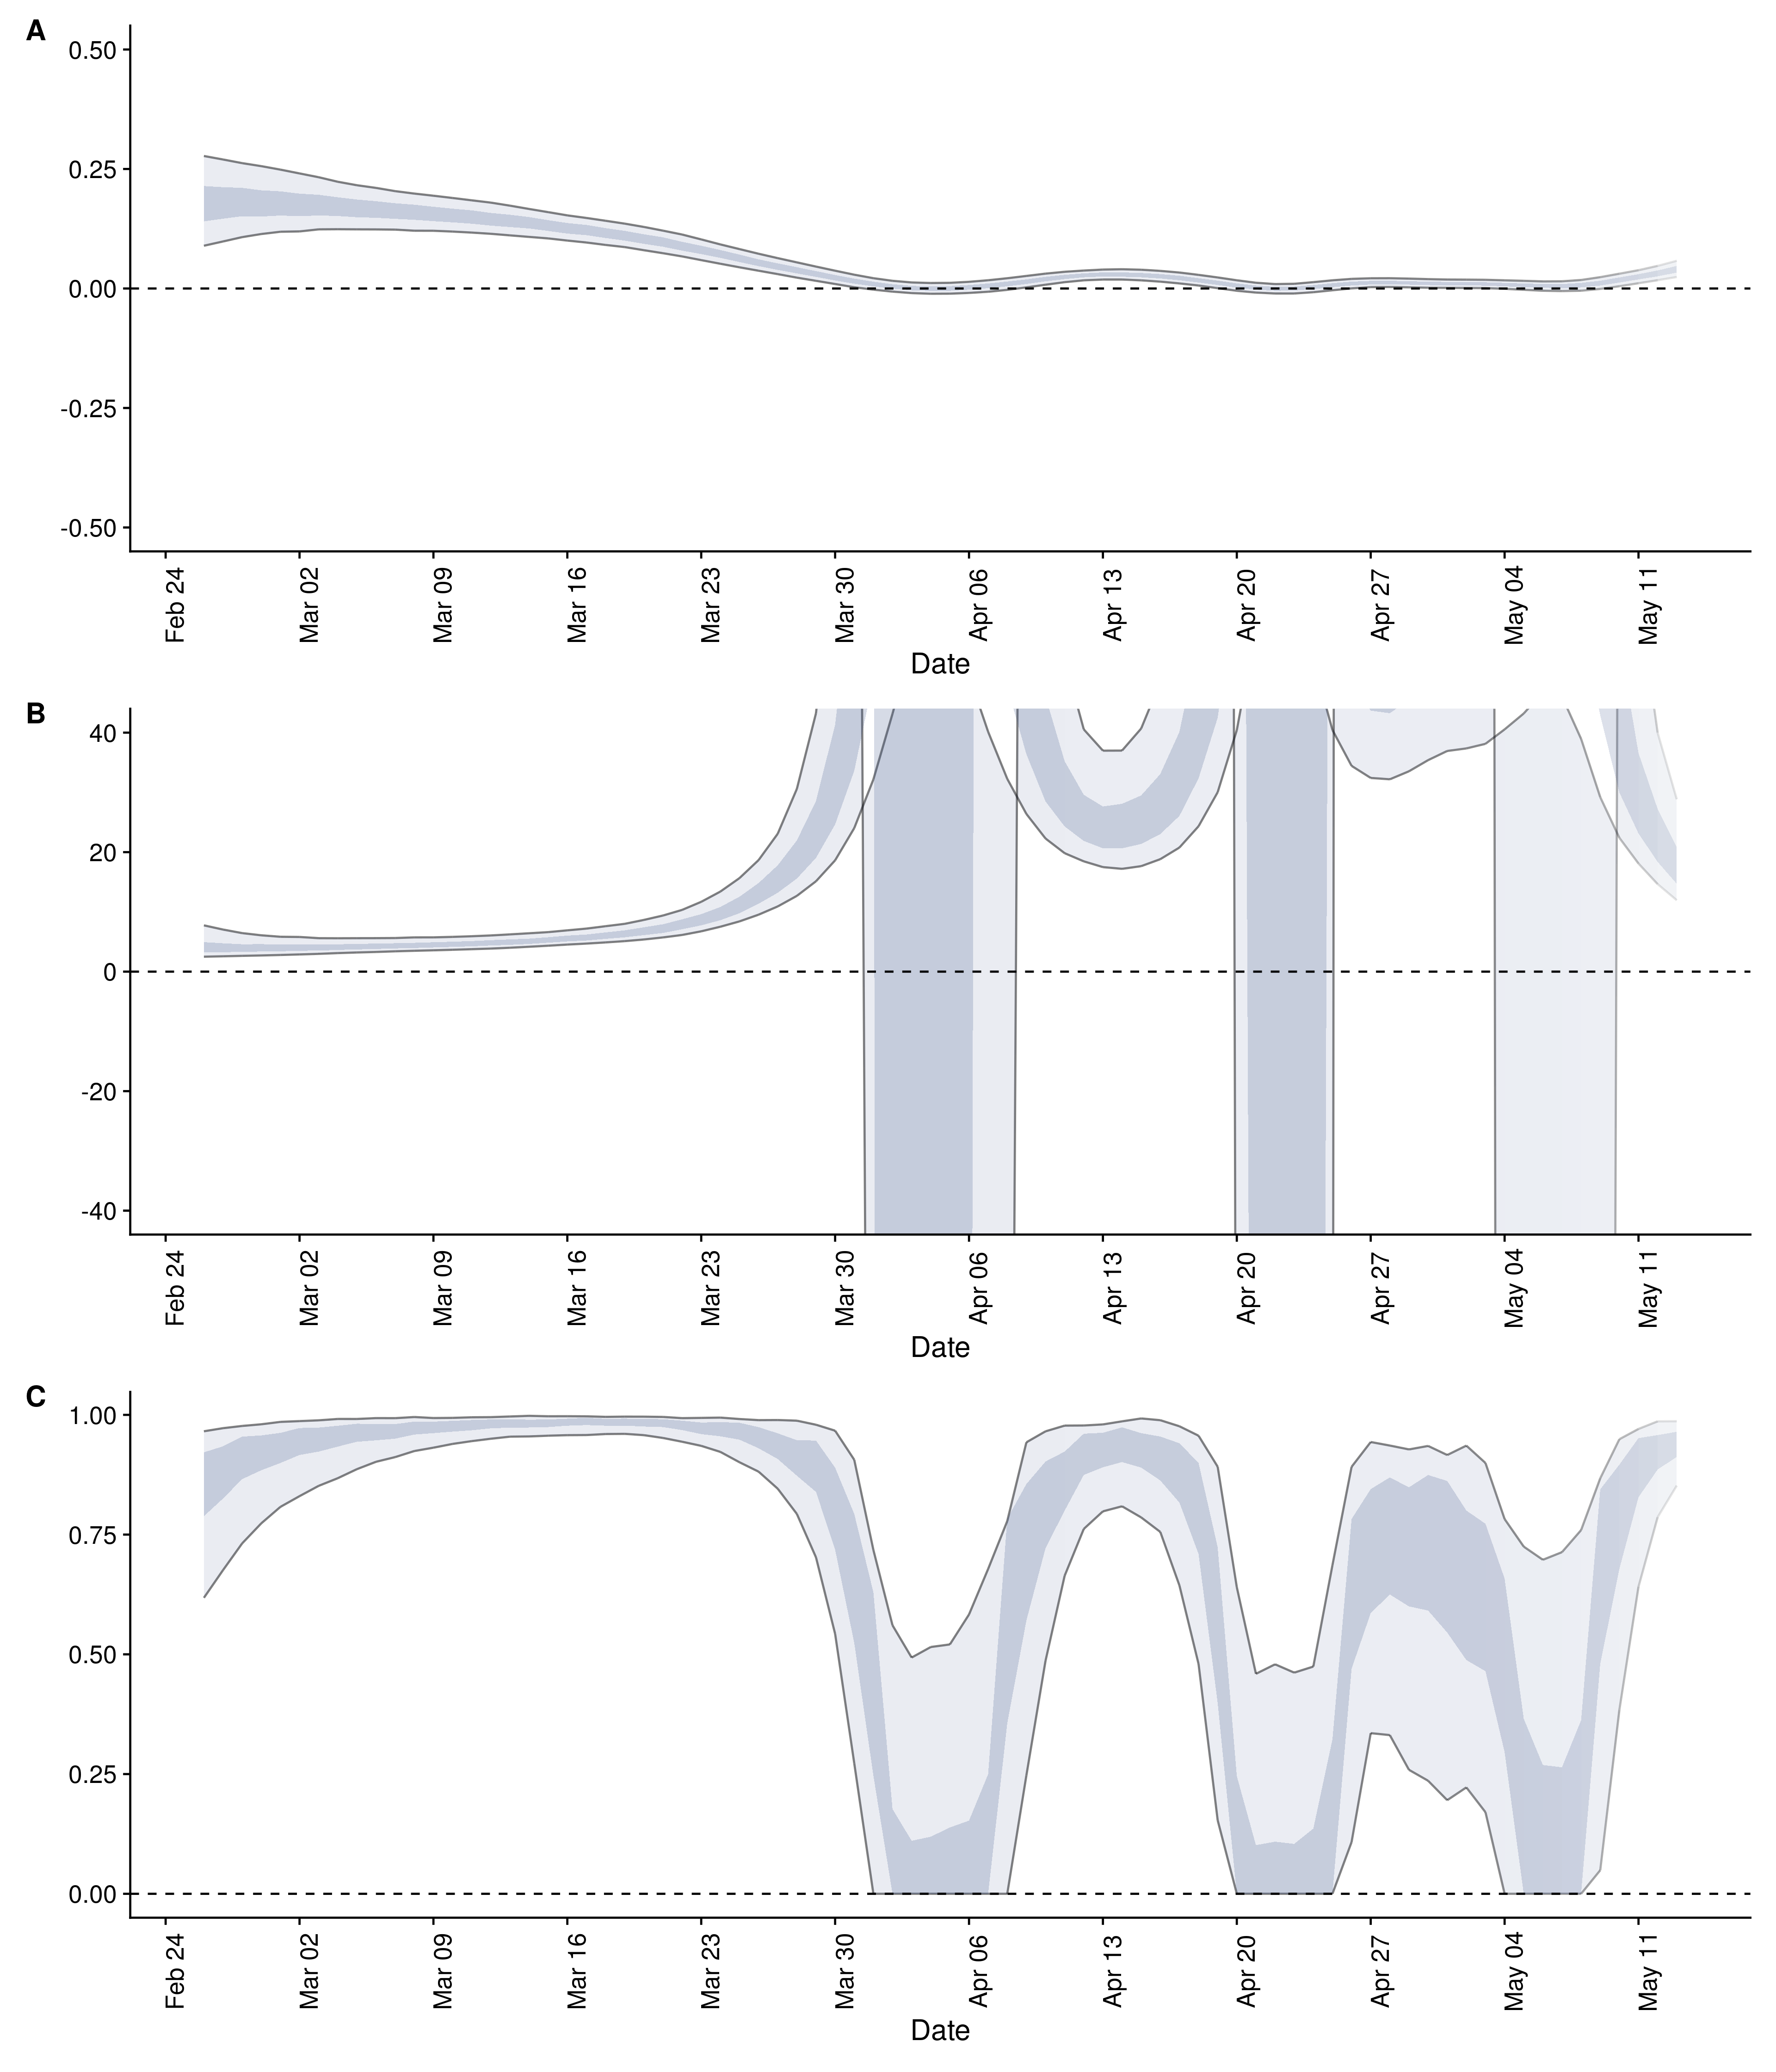 A
0.50
0.25
0.00
-0.25
-0.50
Feb 24
Mar 02
Mar 09
Mar 16
Mar 23
Mar 30
Apr 06
Apr 13
Apr 20
Apr 27
May 04
May 11
Date
B
40
20
0
-20
-40
Feb 24
Mar 02
Mar 09
Mar 16
Mar 23
Mar 30
Apr 06
Apr 13
Apr 20
Apr 27
May 04
May 11
Date
C
1.00
0.75
0.50
0.25
0.00
Feb 24
Mar 02
Mar 09
Mar 16
Mar 23
Mar 30
Apr 06
Apr 13
Apr 20
Apr 27
May 04
May 11
Date